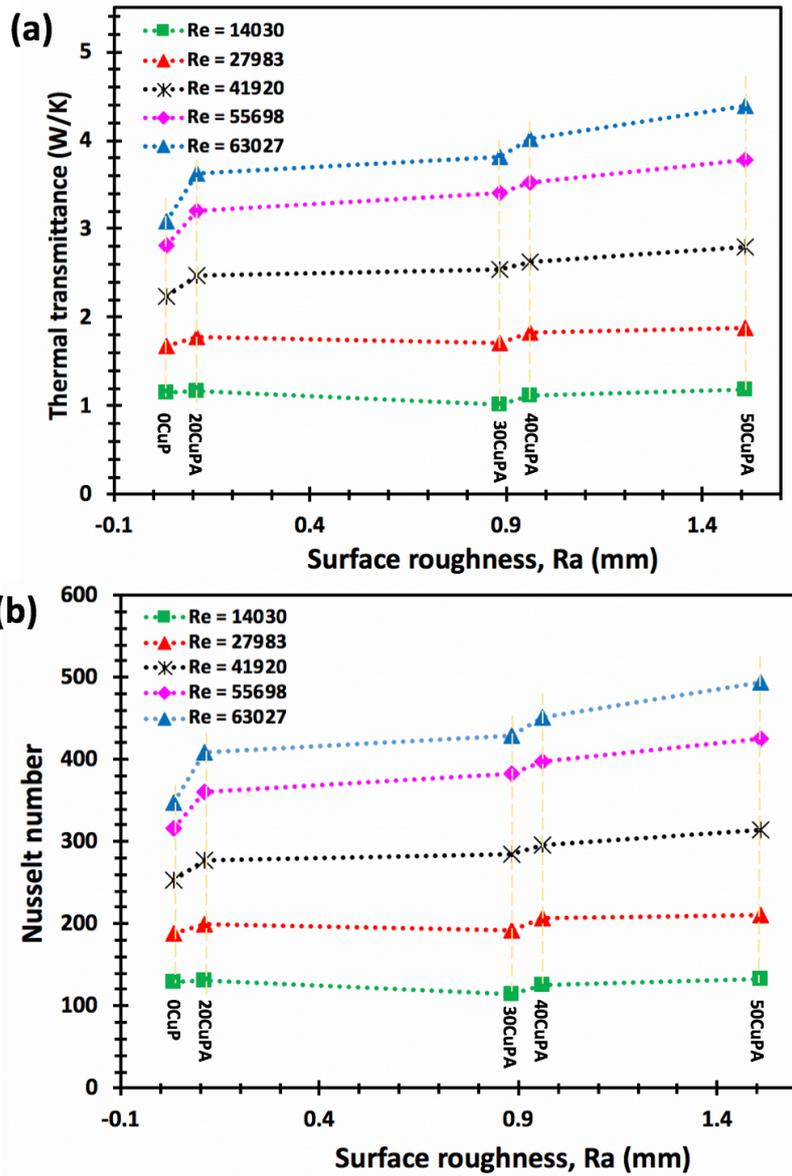 (a)
Re = 14030
Re = 27983
Re = 41920
Re = 55698
Re = 63027
Thermal transmittance (W/K)
5
4
3
2
1
0
0CuP
20CuPA
30CuPA
40CuPA
50CuPA
-0.1
0.4
0.9
1.4
Surface roughness, Ra (mm)
(b)
Re = 14030
Re = 27983
Re = 41920
Re = 55698
Re = 63027
Nusselt number
600
500
400
300
200
100
0
0CuP
20CuPA
30CuPA
40CuPA
50CuPA
-0.1
0.4
0.9
1.4
Surface roughness, Ra (mm)